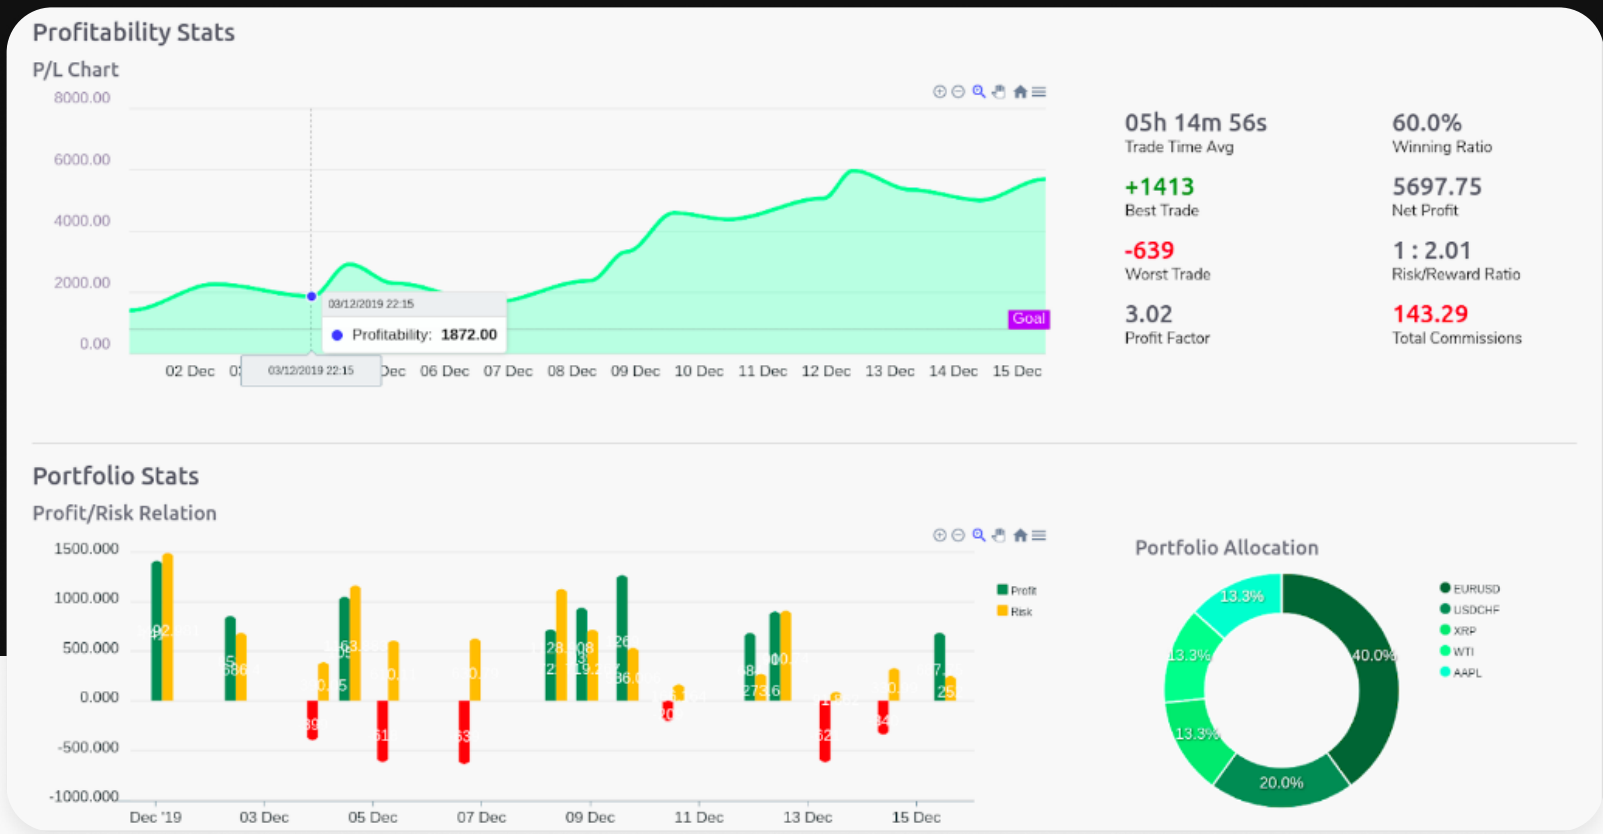 Profitability Stats
P/L Chart
8000.00
6000.00
4000.00
2000.00
0.00
03/12/2019 22:15
Profitability: 1872.00
Goal
02 Dec
03/12/2019 22:15
Dec
06 Dec
07 Dec
08 Dec
09 Dec
10 Dec
11 Dec
12 Dec
13 Dec
14 Dec
15 Dec
05h 14m 56s
Trade Time Avg
60.0%
Winning Ratio
+1413
Best Trade
5697.75
Net Profit
-639
Worst Trade
1 : 2.01
Risk/Reward Ratio
3.02
Profit Factor
143.29
Total Commissions
Portfolio Stats
Profit/Risk Relation
1500.000
1000.000
500.000
0.000
-500.000
-1000.000
273.6
Dec '19
03 Dec
05 Dec
07 Dec
09 Dec
11 Dec
13 Dec
15 Dec
Profit
Risk
Portfolio Allocation
13.3%
13.3%
40.0%
13.3%
20.0%
EURUSD
USDCHF
XRP
WTI
AAPL